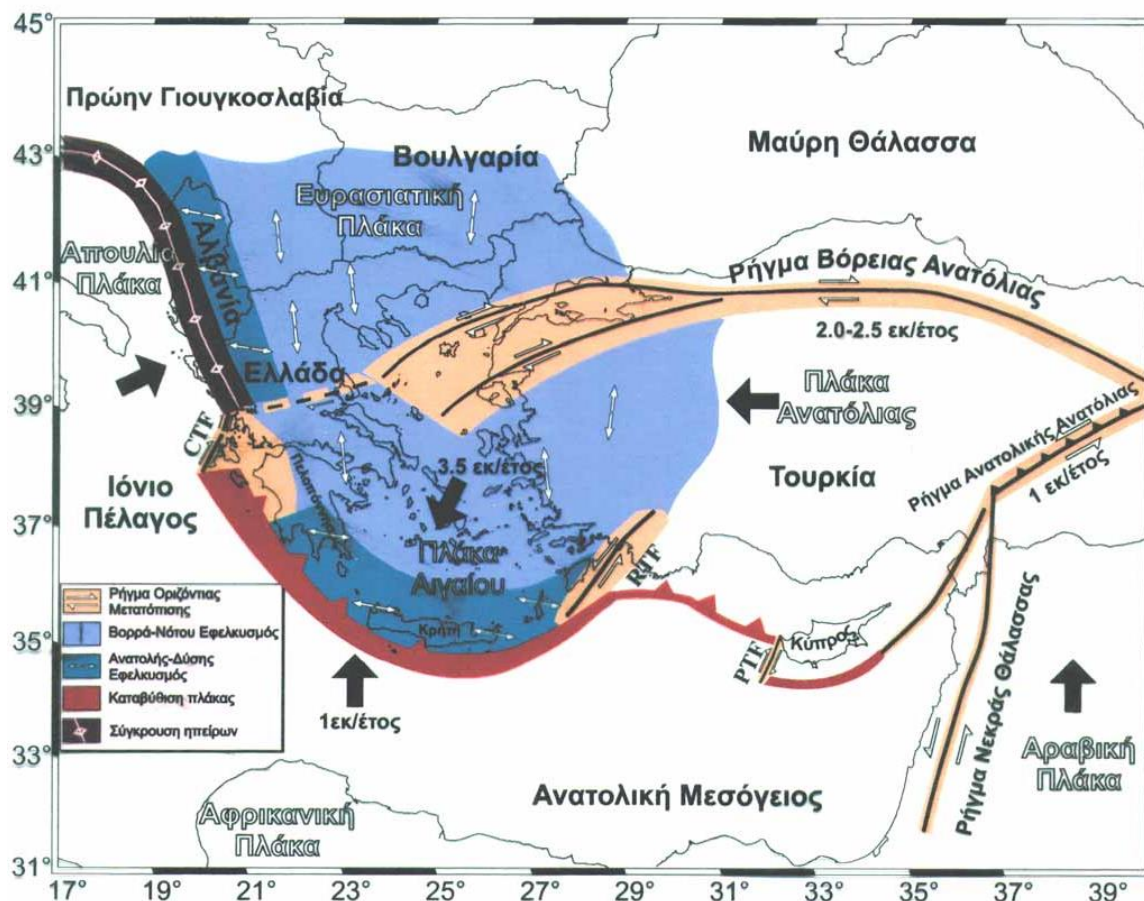 45°
43°
41°
39°
37°
35°
33°
31°
17°
19°
21°
23°
25°
27°
29°
31°
33°
35°
37°
39°
Πρώην Γιουγκοσλαβία
Βουλγαρία
Μαύρη Θάλασσα
Ευρασιατική
Πλάκα
Αλβανία
Απουλία
Πλάκα
Ρήγμα Βόρειας Ανατόλιας
2.0-2.5 εκ/έτος
Ελλάδα
Πλάκα
Ανατόλιας
CTF
Πελοπόννησος
3.5 εκ/έτος
Τουρκία
Ρήγμα Ανατολικής Ανατόλιας
1 εκ/έτος
Ιόνιο
Πέλαγος
Πλάκα
Αιγαίου
RTF
Κρήτη
PTF
Κύπρος
Ρήγμα Νεκράς Θάλασσας
Ρήγμα Οριζόντιας
Μετατόπισης
Βορρά-Νότου Εφελκυσμός
Ανατολής-Δύσης
Εφελκυσμός
Καταβύθιση πλάκας
Σύγκρουση ηπείρων
1εκ/έτος
Αραβική
Πλάκα
Ανατολική Μεσόγειος
Αφρικανική
Πλάκα